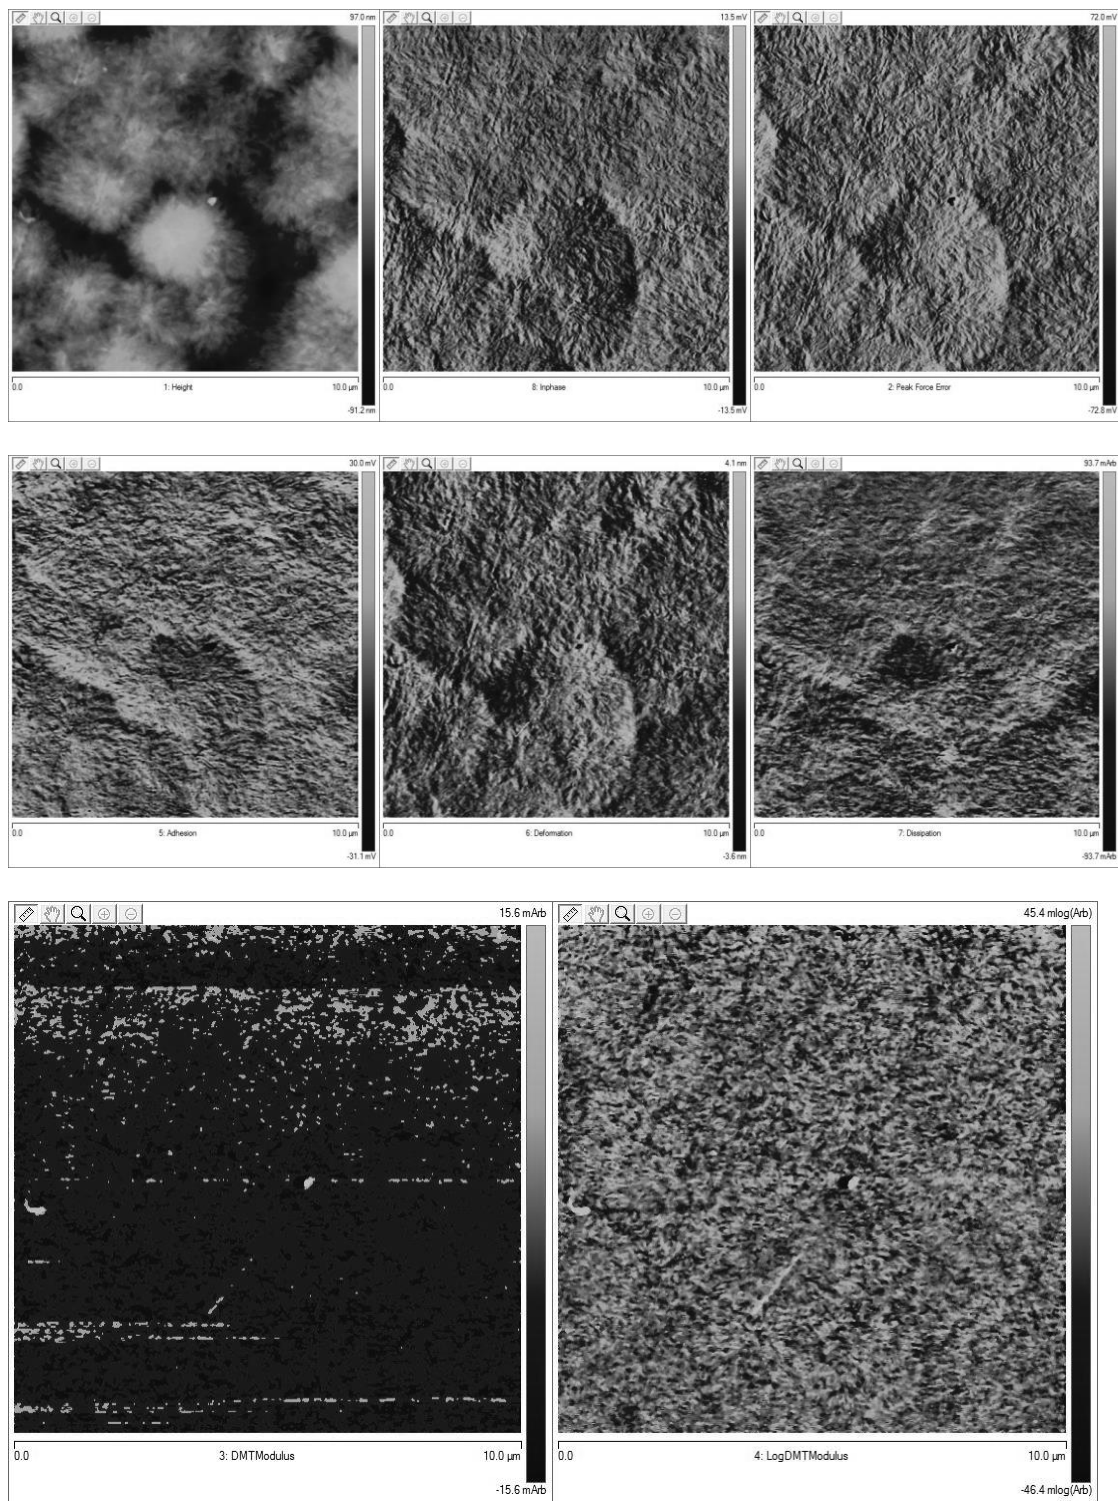 97.0 nm
13.5 mV
72.0 mV
0.0 1: Height 10.0 µm
0.0 8: Inphase 10.0 µm
0.0 2: Peak Force Error 10.0 µm
-91.2 nm
-13.5 mV
-72.8 mV
30.0 mV
4.1 nm
93.7 mArb
0.0 5: Adhesion 10.0 µm
0.0 6: Deformation 10.0 µm
0.0 7: Dissipation 10.0 µm
-31.1 mV
-3.6 nm
-93.7 mArb
15.6 mArb
45.4 mlog(Arb)
0.0 3: DMTModulus 10.0 µm
0.0 4: LogDMTModulus 10.0 µm
-15.6 mArb
-46.4 mlog(Arb)